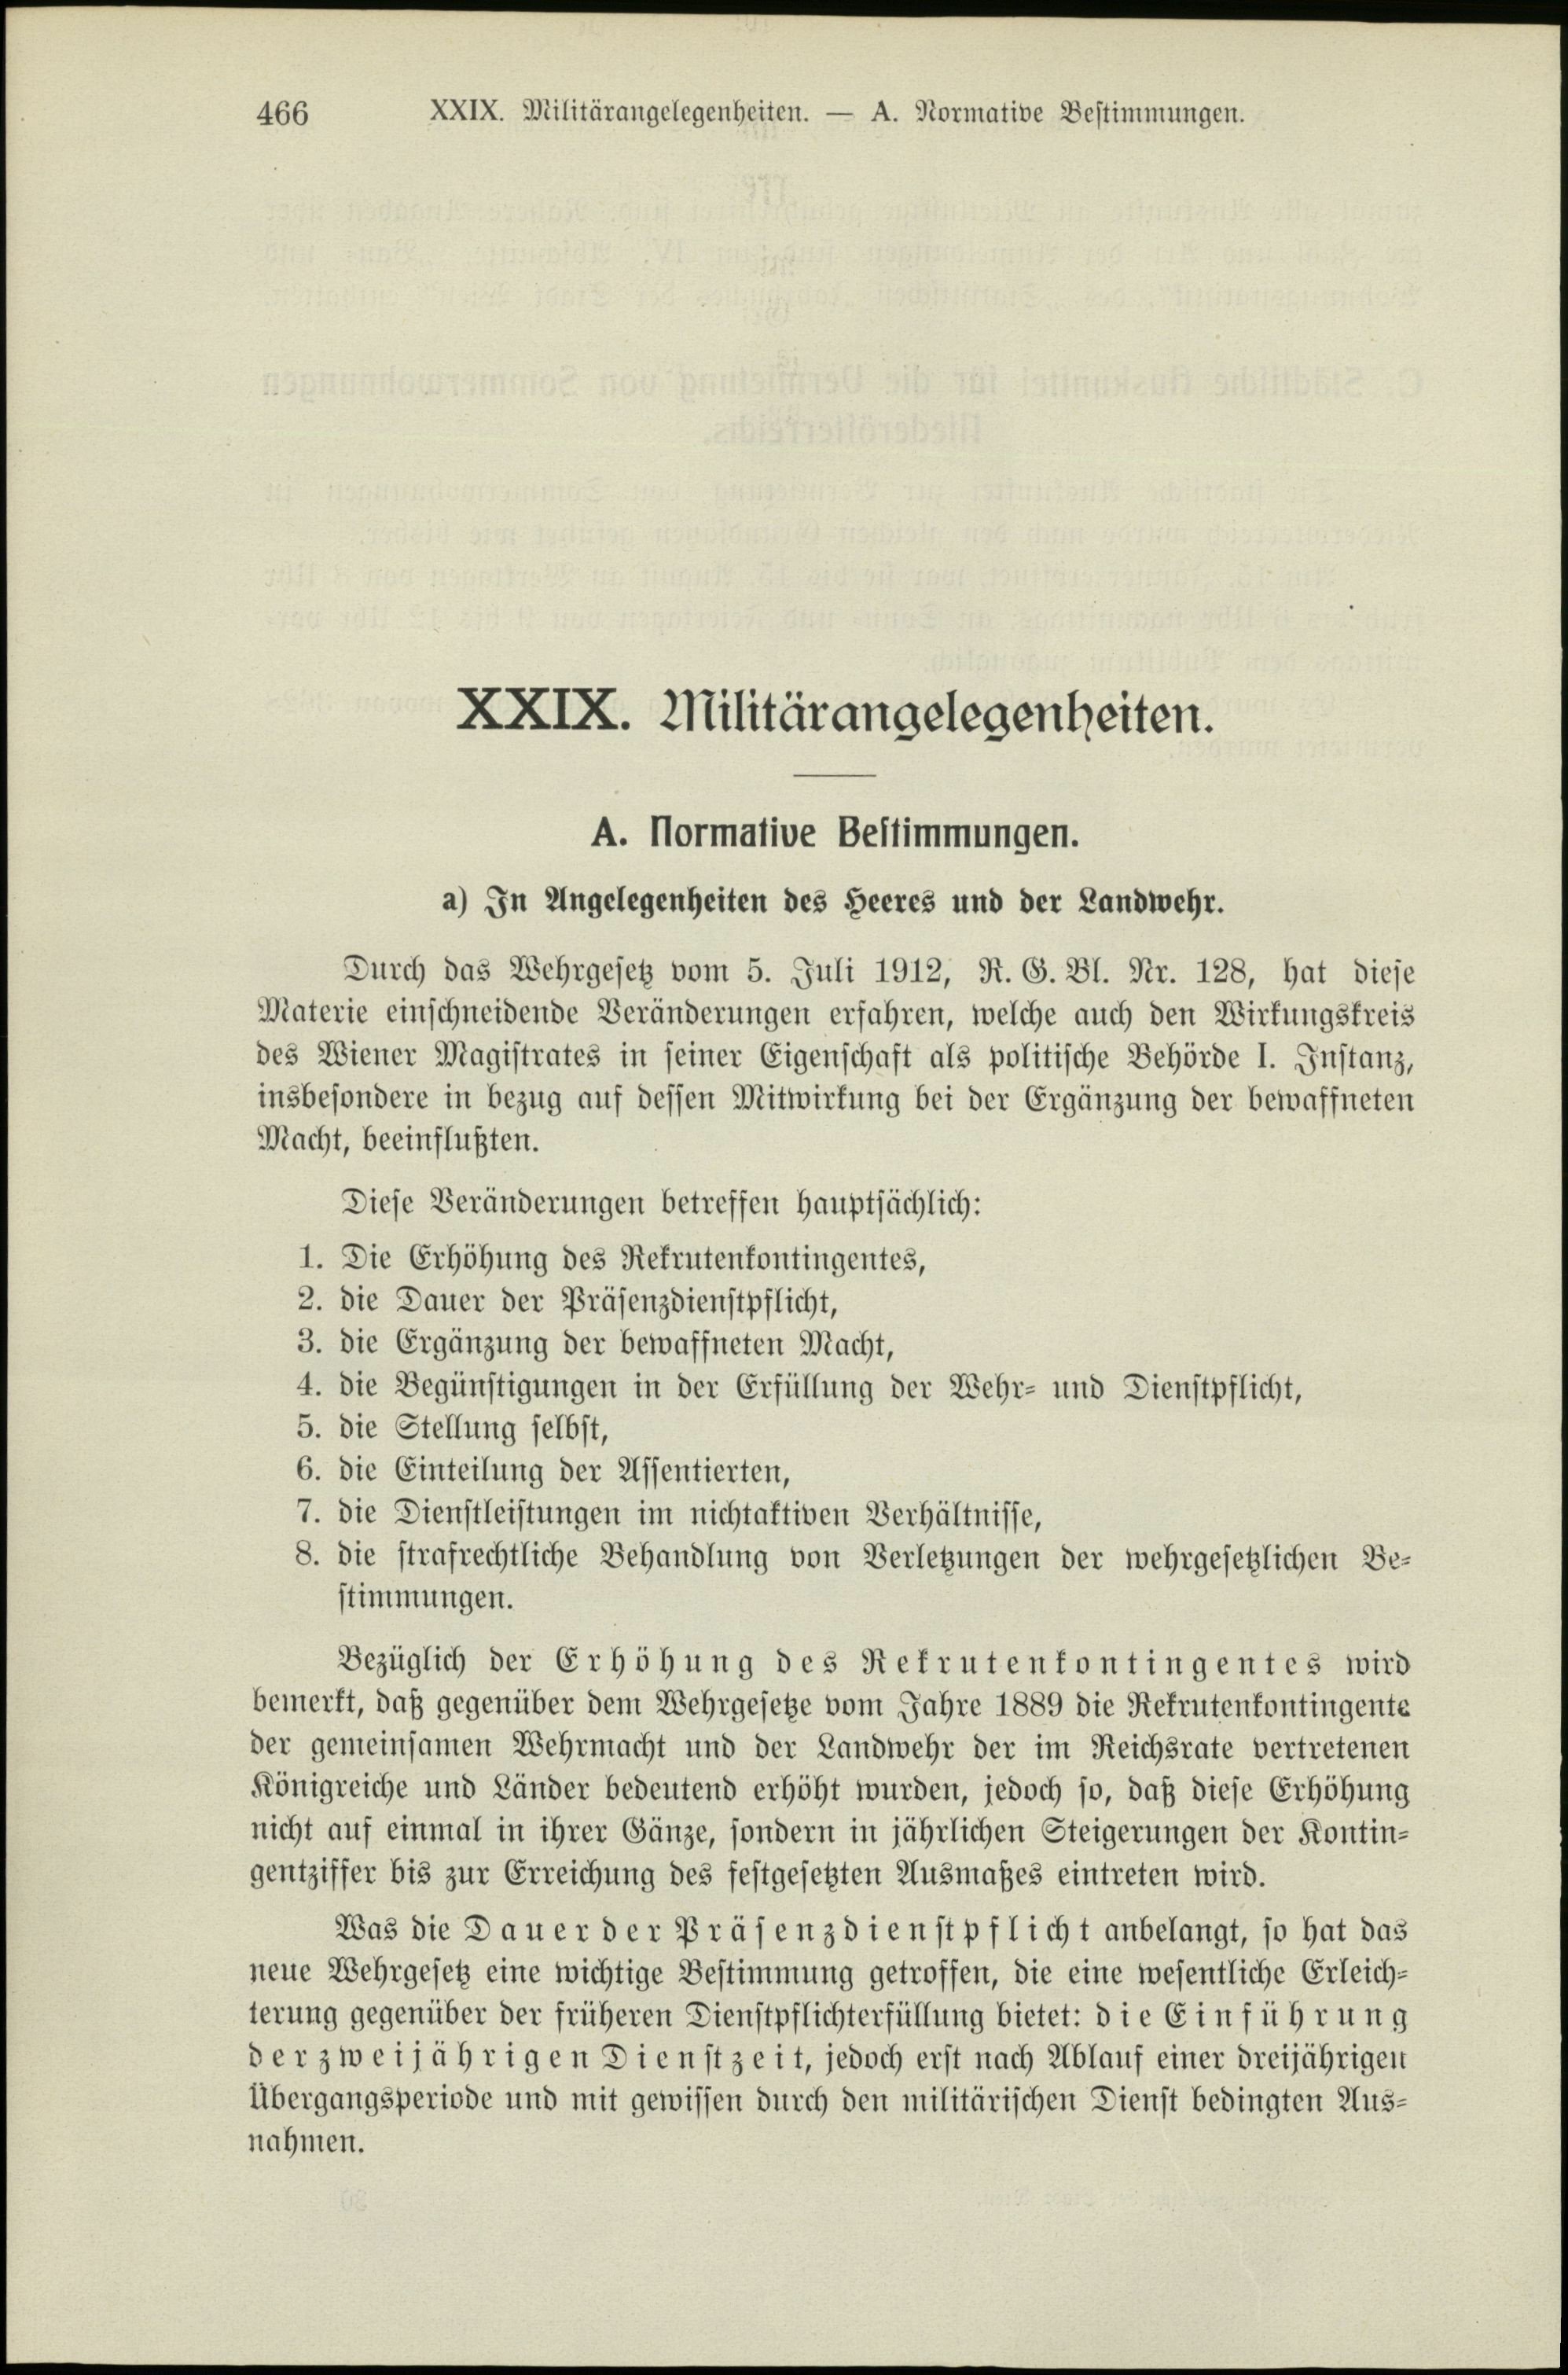 466 XXIX. Militärangelegenheiten. — A. Normative Bestimmungen.
XXIX. Militärangelegenheiten.
A. Normative Bestimmungen.
a) In Angelegenheiten des Heeres und der Landwehr.
Durch das Wehrgesetz vom 5. Juli 1912, R. G. Bl. Nr. 128, hat diese
Materie einschneidende Veränderungen erfahren, welche auch den Wirkungskreis
des Wiener Magistrates in seiner Eigenschaft als politische Behörde I. Instanz,
insbesondere in bezug auf dessen Mitwirkung bei der Ergänzung der bewaffneten
Macht, beeinflußten.
Diese Veränderungen betreffen hauptsächlich:
1. Die Erhöhung des Rekrutenkontingentes,
2. die Dauer der Präsenzdienstpflicht,
3. die Ergänzung der bewaffneten Macht,
4. die Begünstigungen in der Erfüllung der Wehr- und Dienstpflicht,
5. die Stellung selbst,
6. die Einteilung der Assentierten,
7. die Dienstleistungen im nichtaktiven Verhältnisse,
8. die strafrechtliche Behandlung von Verletzungen der wehrgesetzlichen Be-
stimmungen.
Bezüglich der Erhöhung des Rekrutenkontingentes wird
bemerkt, daß gegenüber dem Wehrgesetze vom Jahre 1889 die Rekrutenkontingente
der gemeinsamen Wehrmacht und der Landwehr der im Reichsrate vertretenen
Königreiche und Länder bedeutend erhöht wurden, jedoch so, daß diese Erhöhung
nicht auf einmal in ihrer Gänze, sondern in jährlichen Steigerungen der Kontin-
gentziffer bis zur Erreichung des festgesetzten Ausmaßes eintreten wird.
Was die Dauer der Präsenzdienstpflicht anbelangt, so hat das
neue Wehrgesetz eine wichtige Bestimmung getroffen, die eine wesentliche Erleich-
terung gegenüber der früheren Dienstpflichterfüllung bietet: die Einführung
der zweijährigen Dienstzeit, jedoch erst nach Ablauf einer dreijährigen
Übergangsperiode und mit gewissen durch den militärischen Dienst bedingten Aus-
nahmen.